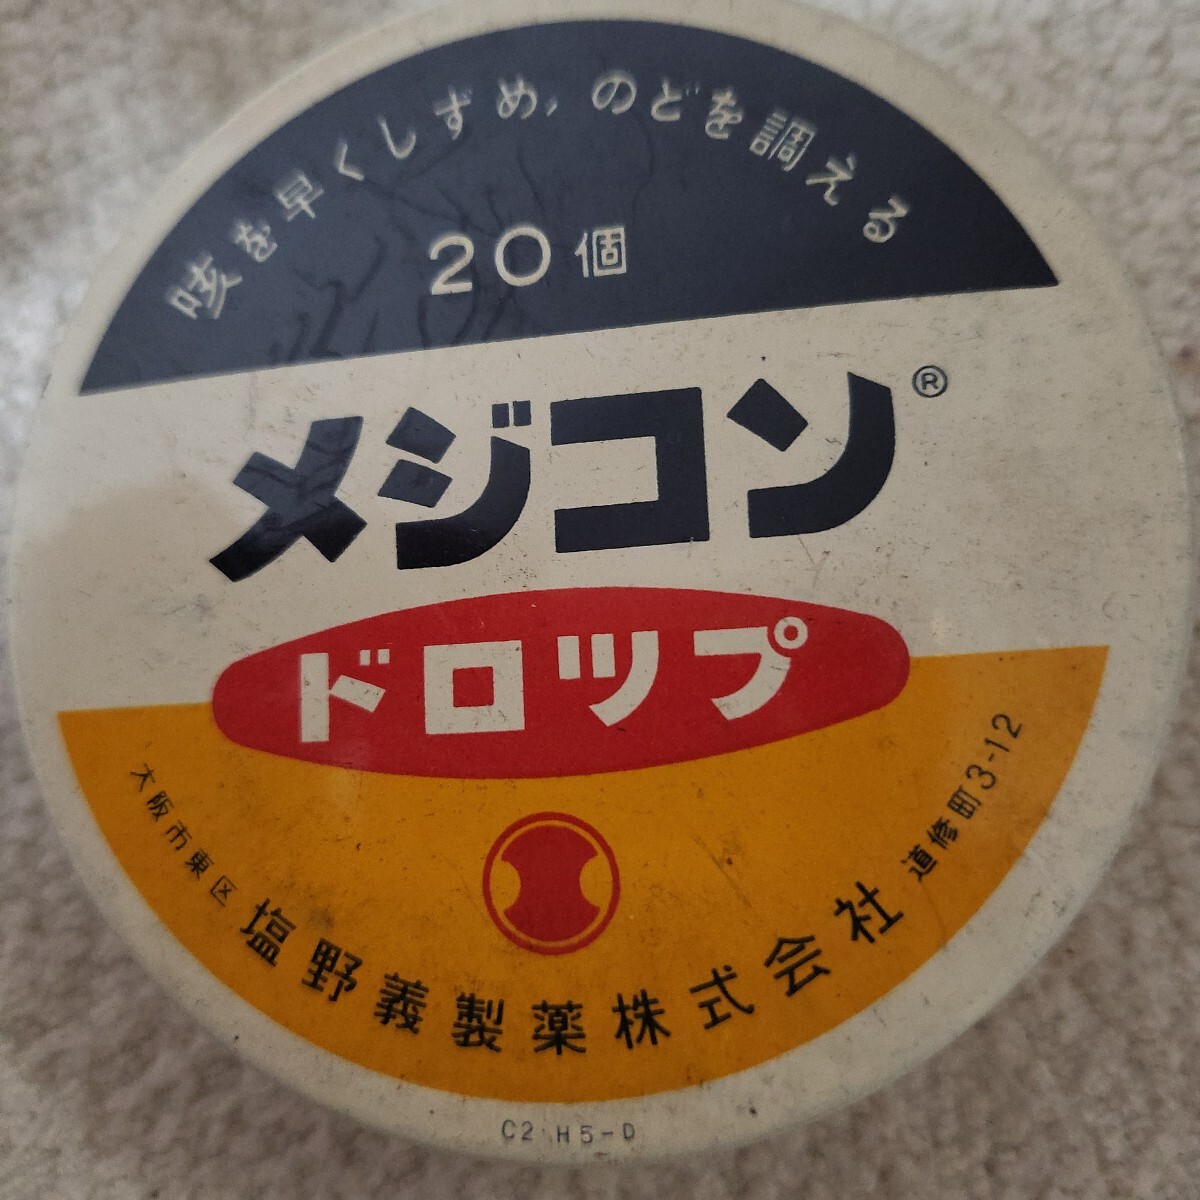 咳を早くしずめ,のどを調える
20個
メジコン®
ドロップ
大阪市東区 塩野義製薬株式会社 道修町3-12
C2 H5-D